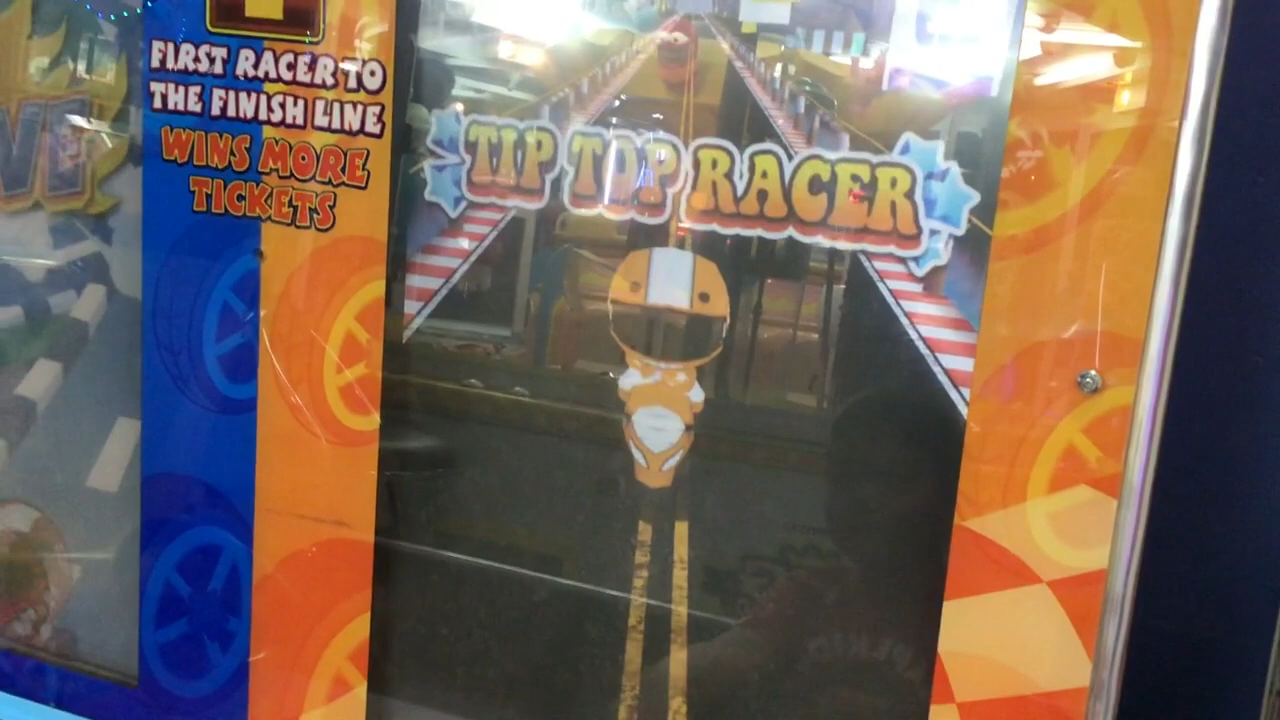 FIRST RACER TO
THE FINISH LINE
WINS MORE
TICKETS
TIP TOP RACER